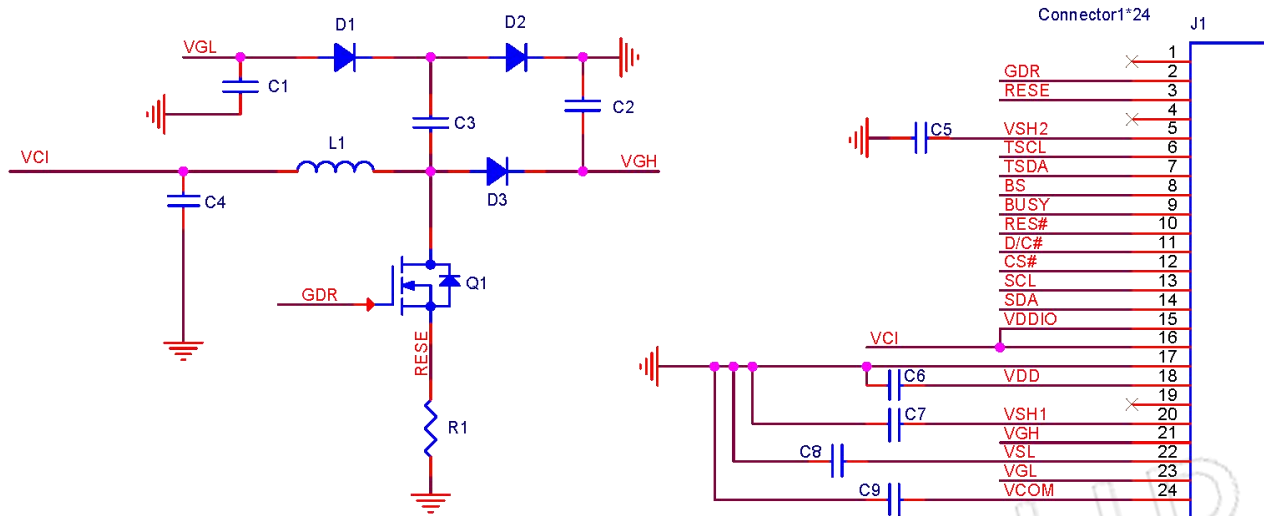 Connector1*24
J1
D1
D2
VGL
C1
C2
C3
VCI
L1
VGH
C4
D3
GDR
Q1
RESE
R1
1
GDR 2
RESE 3
4
C5 VSH2 5
TSCL 6
TSDA 7
BS 8
BUSY 9
RES# 10
D/C# 11
CS# 12
SCL 13
SDA 14
VDDIO 15
VCI 16
17
C6 VDD 18
19
C7 VSH1 20
VGH 21
C8 VSL 22
VGL 23
C9 VCOM 24